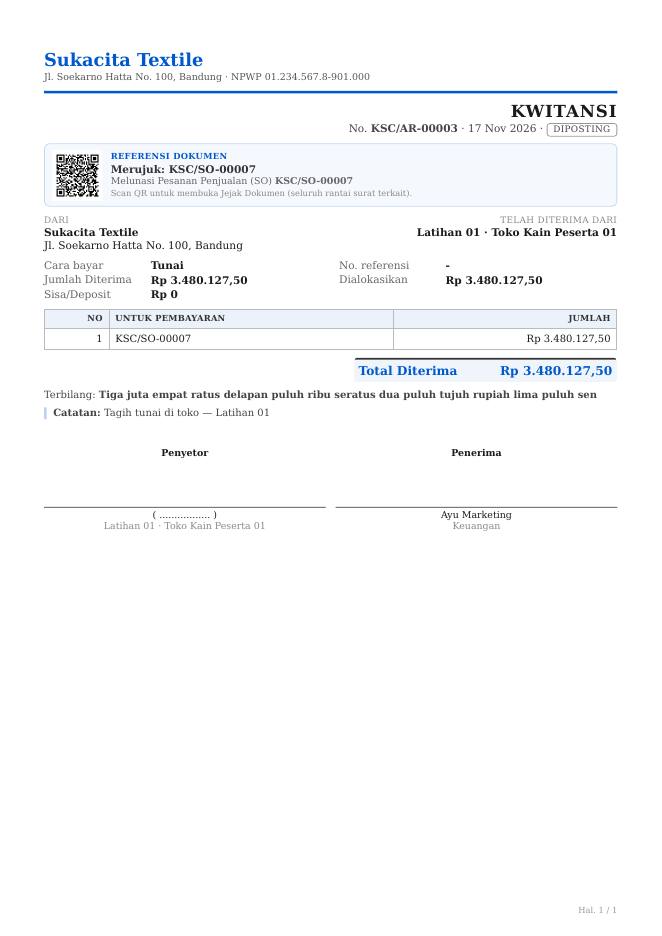 Sukacita Textile
Jl. Soekarno Hatta No. 100, Bandung · NPWP 01.234.567.8-901.000
KWITANSI
No. KSC/AR-00003 · 17 Nov 2026 · DIPOSTING
REFERENSI DOKUMEN
Merujuk: KSC/SO-00007
Melunasi Pesanan Penjualan (SO) KSC/SO-00007
Scan QR untuk membuka Jejak Dokumen (seluruh rantai surat terkait).
DARI
Sukacita Textile
Jl. Soekarno Hatta No. 100, Bandung
TELAH DITERIMA DARI
Latihan 01 · Toko Kain Peserta 01
Cara bayar Tunai No. referensi -
Jumlah Diterima Rp 3.480.127,50 Dialokasikan Rp 3.480.127,50
Sisa/Deposit Rp 0
NO UNTUK PEMBAYARAN JUMLAH
1 KSC/SO-00007 Rp 3.480.127,50
Total Diterima Rp 3.480.127,50
Terbilang: Tiga juta empat ratus delapan puluh ribu seratus dua puluh tujuh rupiah lima puluh sen
Catatan: Tagih tunai di toko — Latihan 01
Penyetor Penerima
( ................ ) Ayu Marketing
Latihan 01 · Toko Kain Peserta 01 Keuangan
Hal. 1 / 1